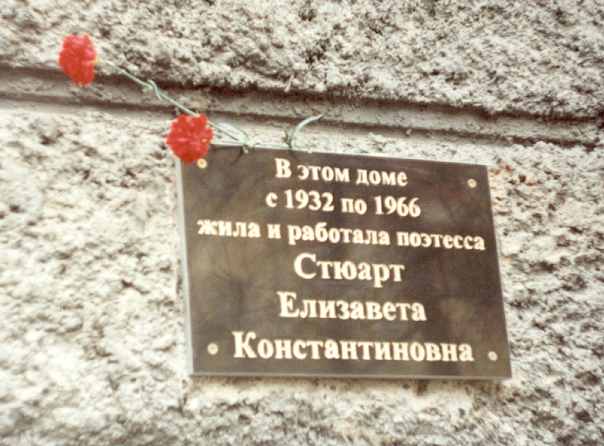 В этом доме
с 1932 по 1966
жила и работала поэтесса
Стюарт
Елизавета
Константиновна